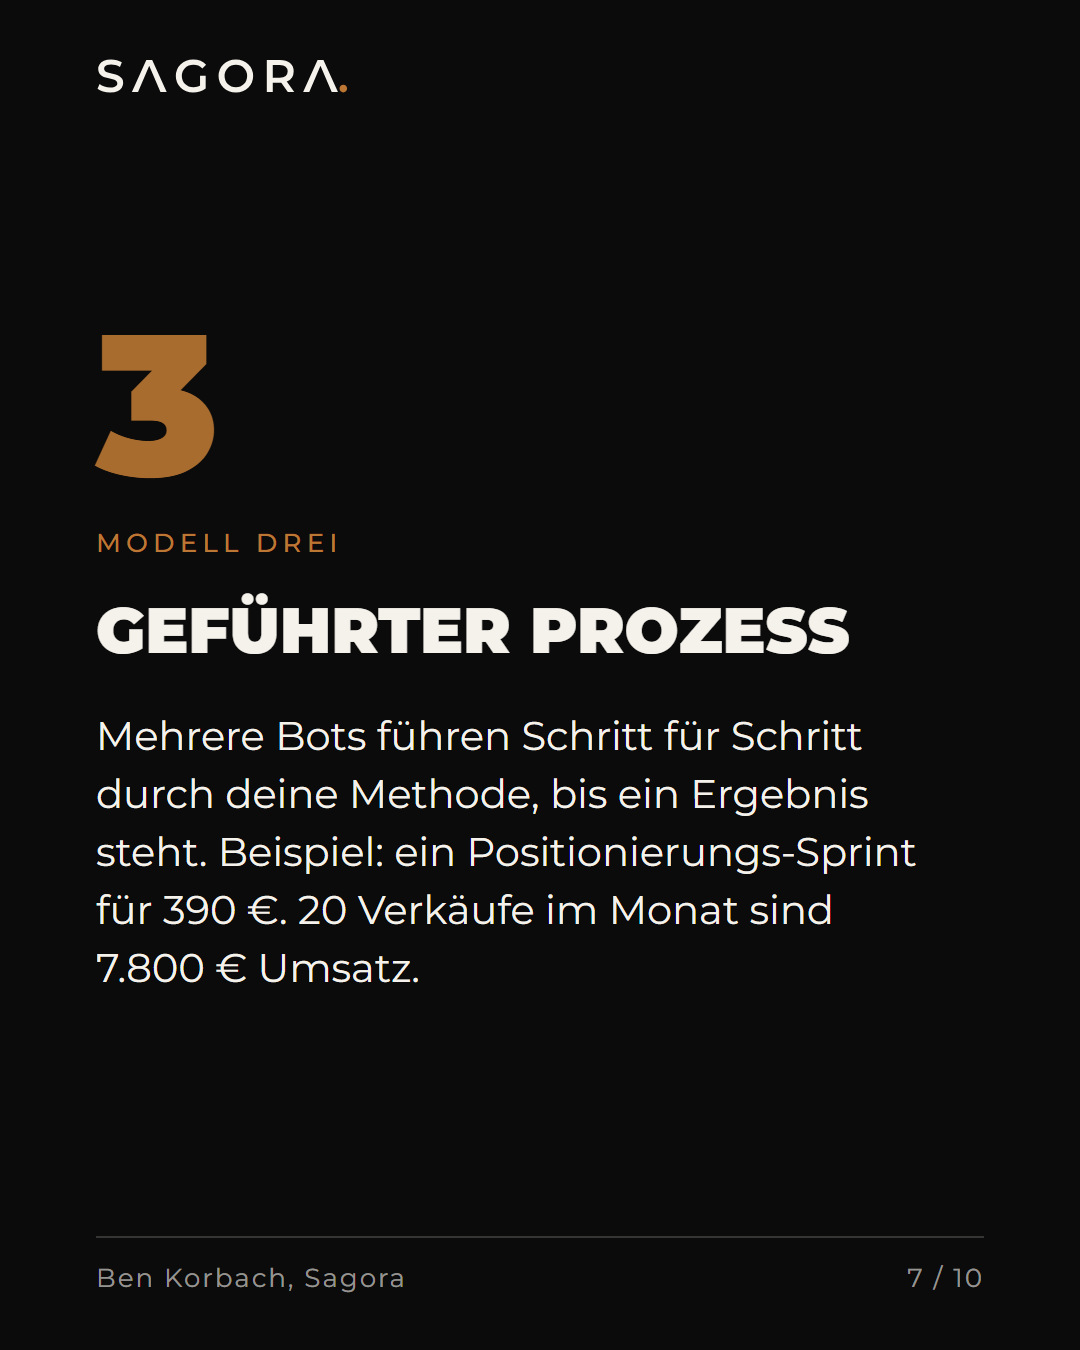 SAGORA.
3
MODELL DREI
GEFÜHRTER PROZESS
Mehrere Bots führen Schritt für Schritt
durch deine Methode, bis ein Ergebnis
steht. Beispiel: ein Positionierungs-Sprint
für 390 €. 20 Verkäufe im Monat sind
7.800 € Umsatz.
Ben Korbach, Sagora
7 / 10